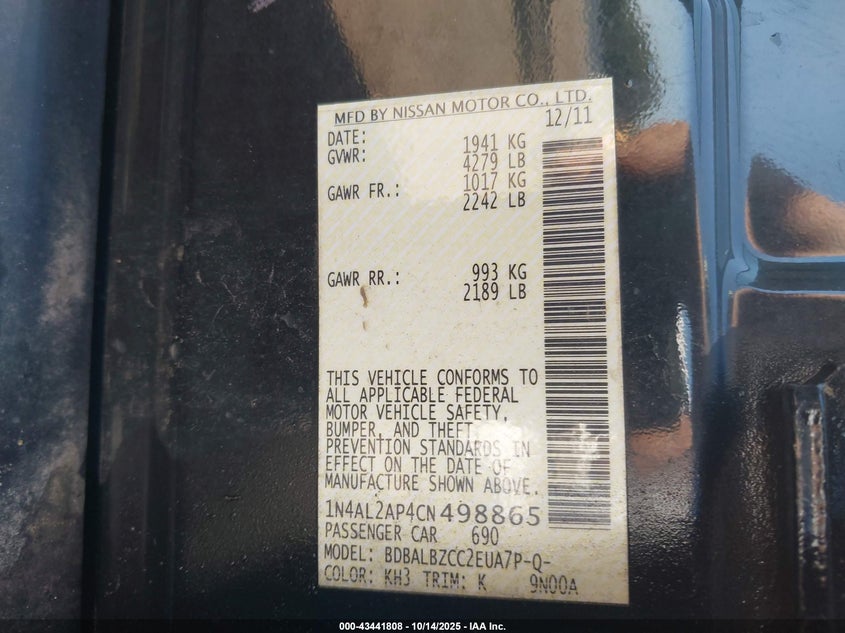 MFD BY NISSAN MOTOR CO., LTD.
DATE: 12/11
GVWR: 1941 KG
4279 LB
GAWR FR.: 1017 KG
2242 LB
GAWR RR.: 993 KG
2189 LB
THIS VEHICLE CONFORMS TO
ALL APPLICABLE FEDERAL
MOTOR VEHICLE SAFETY,
BUMPER, AND THEFT
PREVENTION STANDARDS IN
EFFECT ON THE DATE OF
MANUFACTURE SHOWN ABOVE.
1N4AL2AP4CN498865
PASSENGER CAR 690
MODEL: BDBALBZCC2EUA7P-Q-
COLOR: KH3 TRIM: K 9N00A
000-43441808 - 10/14/2025 - IAA Inc.